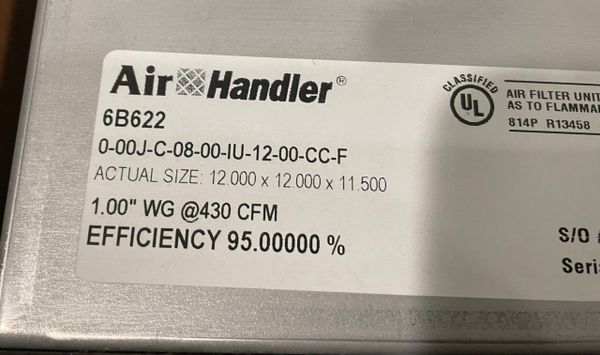 Air Handler®
6B622
0-00J-C-08-00-IU-12-00-CC-F
ACTUAL SIZE: 12.000 x 12.000 x 11.500
1.00" WG @430 CFM
EFFICIENCY 95.00000 %
CLASSIFIED
UL
AIR FILTER UNIT
AS TO FLAMMA
814P R13458
S/O
Seri